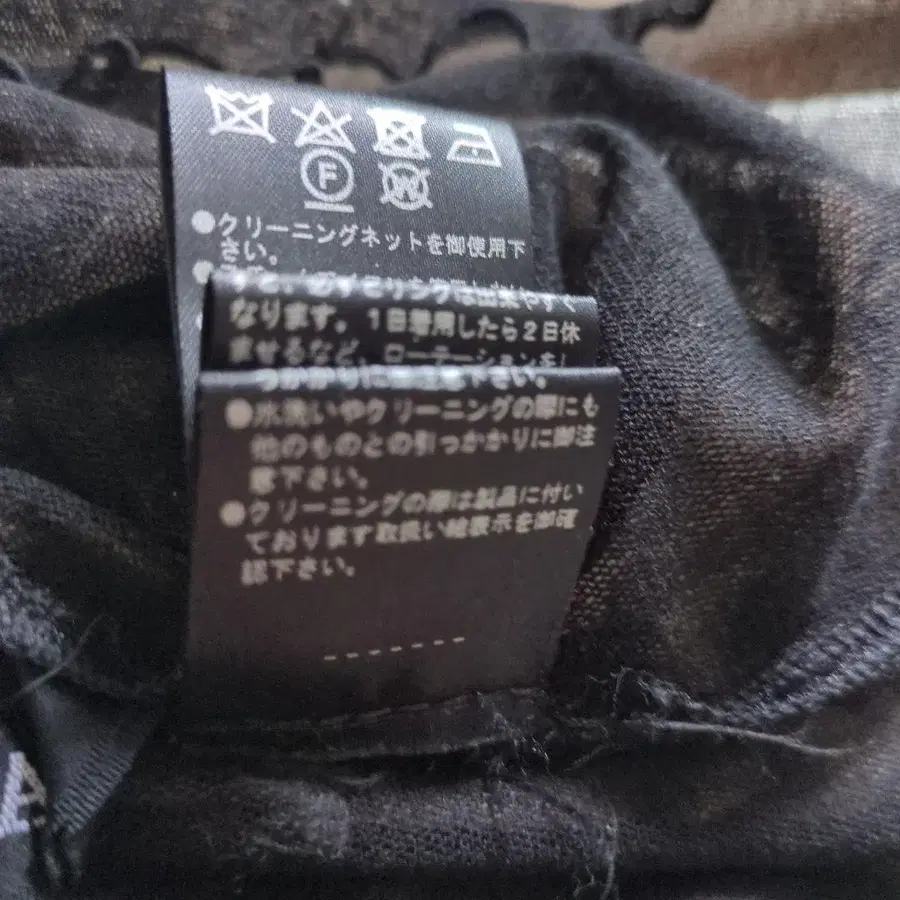 F
W
●クリーニングネットを御使用下
さい。
なります。1日着用したら2日休
ませるなど、ローテーションをし
●水洗いやクリーニングの際にも
他のものとの引っかかりに御注
意下さい。
●クリーニングの際は製品に付い
ております取扱い絵表示を御確
認下さい。
-------
A